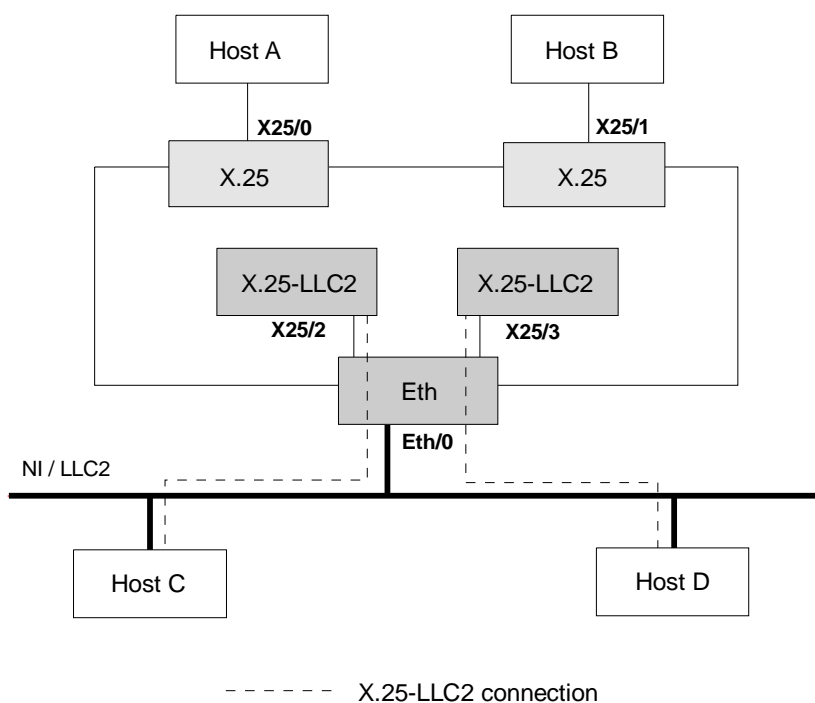 Host A
Host B
X25/0
X25/1
X.25
X.25
X.25-LLC2
X.25-LLC2
X25/2
X25/3
Eth
Eth/0
NI / LLC2
Host C
Host D
X.25-LLC2 connection